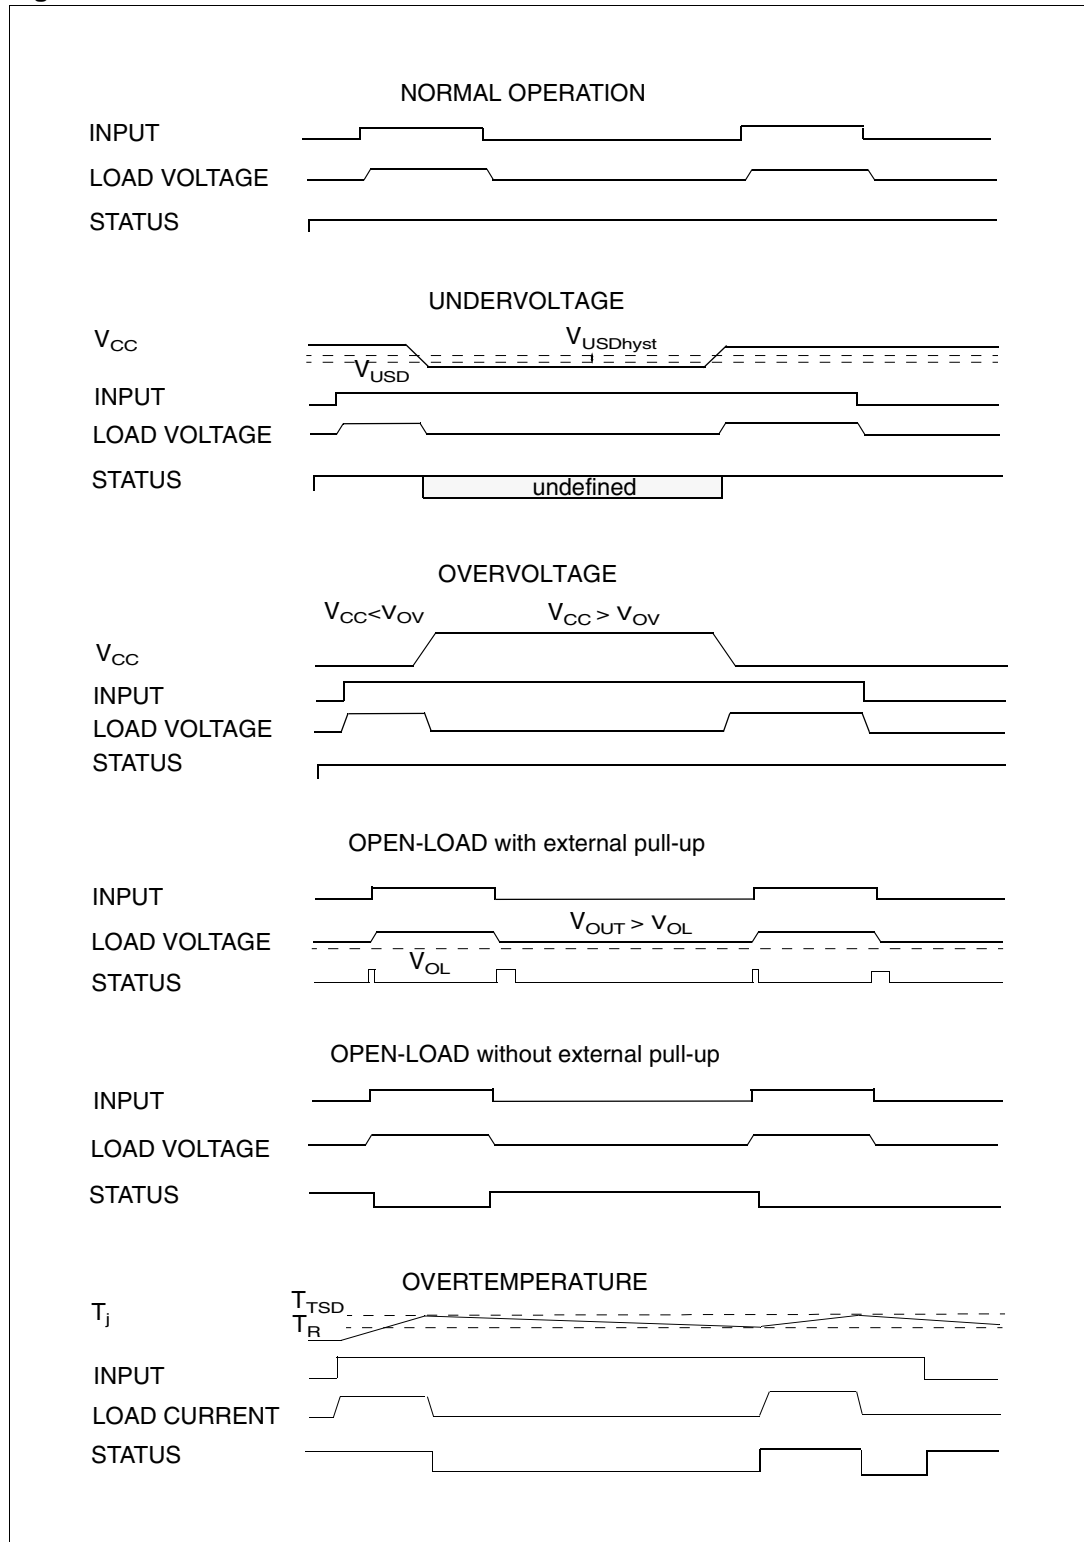 NORMAL OPERATION
INPUT
LOAD VOLTAGE
STATUS
UNDERVOLTAGE
VCC
VUSDhyst
VUSD
INPUT
LOAD VOLTAGE
STATUS
undefined
OVERVOLTAGE
VCC<VOV
VCC > VOV
VCC
INPUT
LOAD VOLTAGE
STATUS
OPEN-LOAD with external pull-up
INPUT
VOUT > VOL
LOAD VOLTAGE
VOL
STATUS
OPEN-LOAD without external pull-up
INPUT
LOAD VOLTAGE
STATUS
OVERTEMPERATURE
Tj
TTSD
TR
INPUT
LOAD CURRENT
STATUS